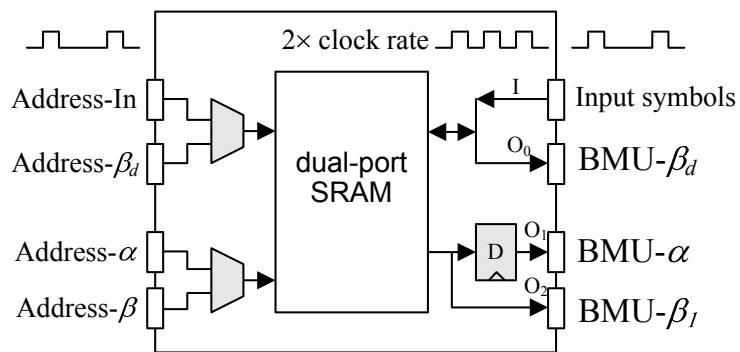 2× clock rate
Address-In
I
Input symbols
Address-βd
O0
BMU-βd
dual-port
SRAM
Address-α
D
O1
BMU-α
Address-β
O2
BMU-β1